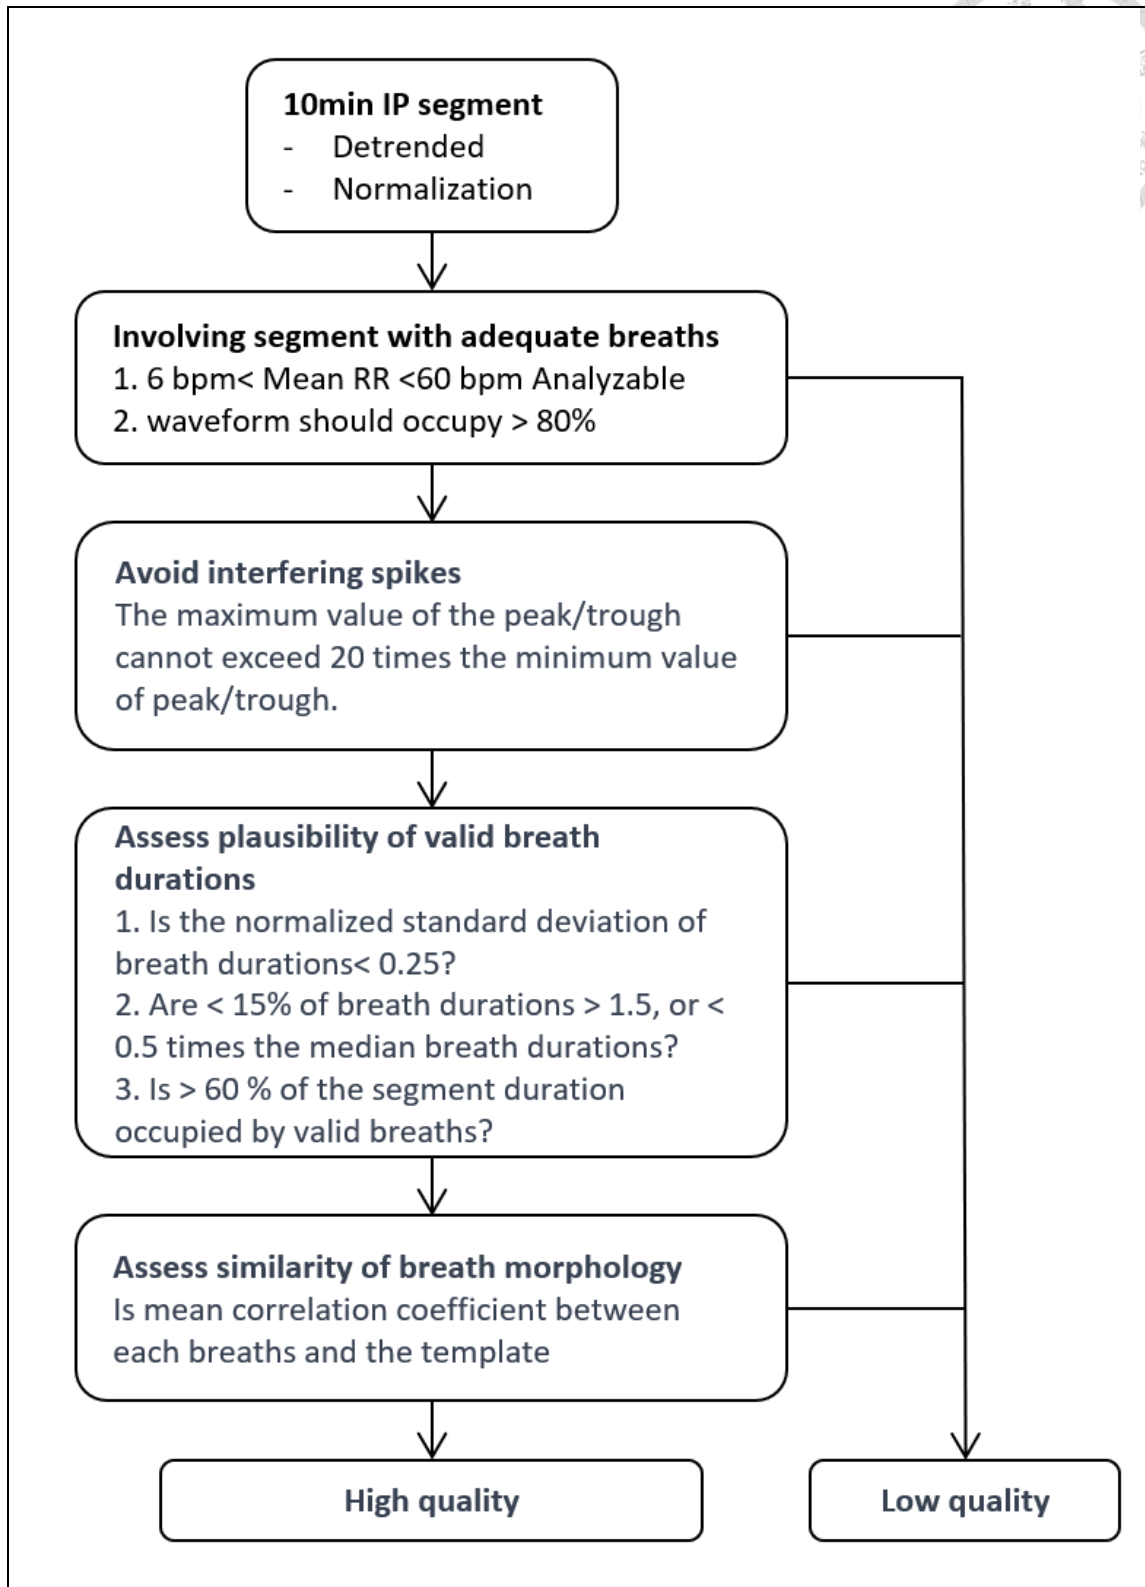 10min IP segment
- Detrended
- Normalization
Involving segment with adequate breaths
1. 6 bpm< Mean RR <60 bpm Analyzable
2. waveform should occupy > 80%
Avoid interfering spikes
The maximum value of the peak/trough
cannot exceed 20 times the minimum value
of peak/trough.
Assess plausibility of valid breath
durations
1. Is the normalized standard deviation of
breath durations< 0.25?
2. Are < 15% of breath durations > 1.5, or <
0.5 times the median breath durations?
3. Is > 60 % of the segment duration
occupied by valid breaths?
Assess similarity of breath morphology
Is mean correlation coefficient between
each breaths and the template
High quality
Low quality